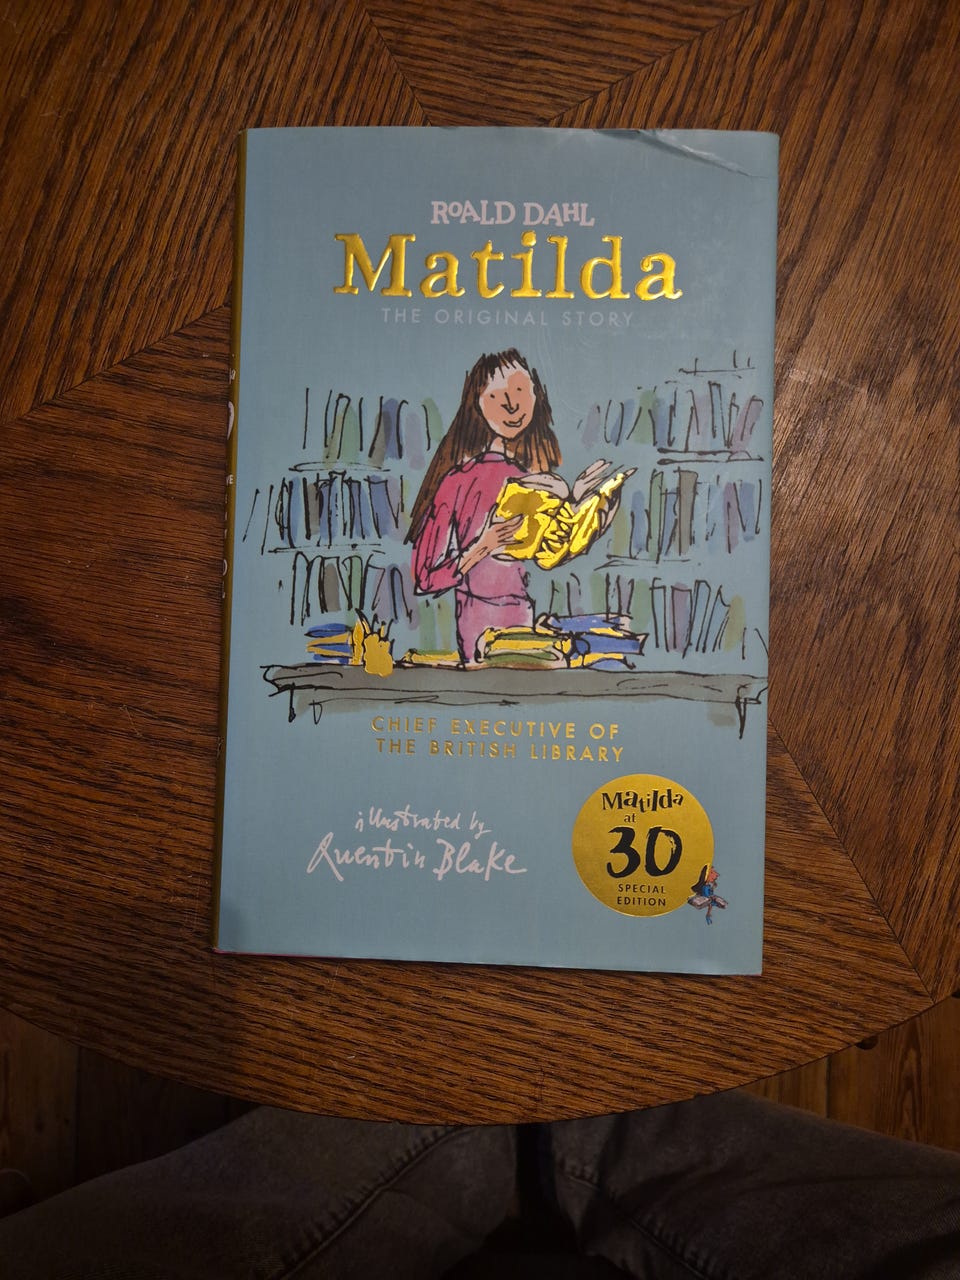 ROALD DAHL
Matilda
THE ORIGINAL STORY
CHIEF EXECUTIVE OF
THE BRITISH LIBRARY
illustrated by
Quentin Blake
Matilda
at
30
SPECIAL
EDITION